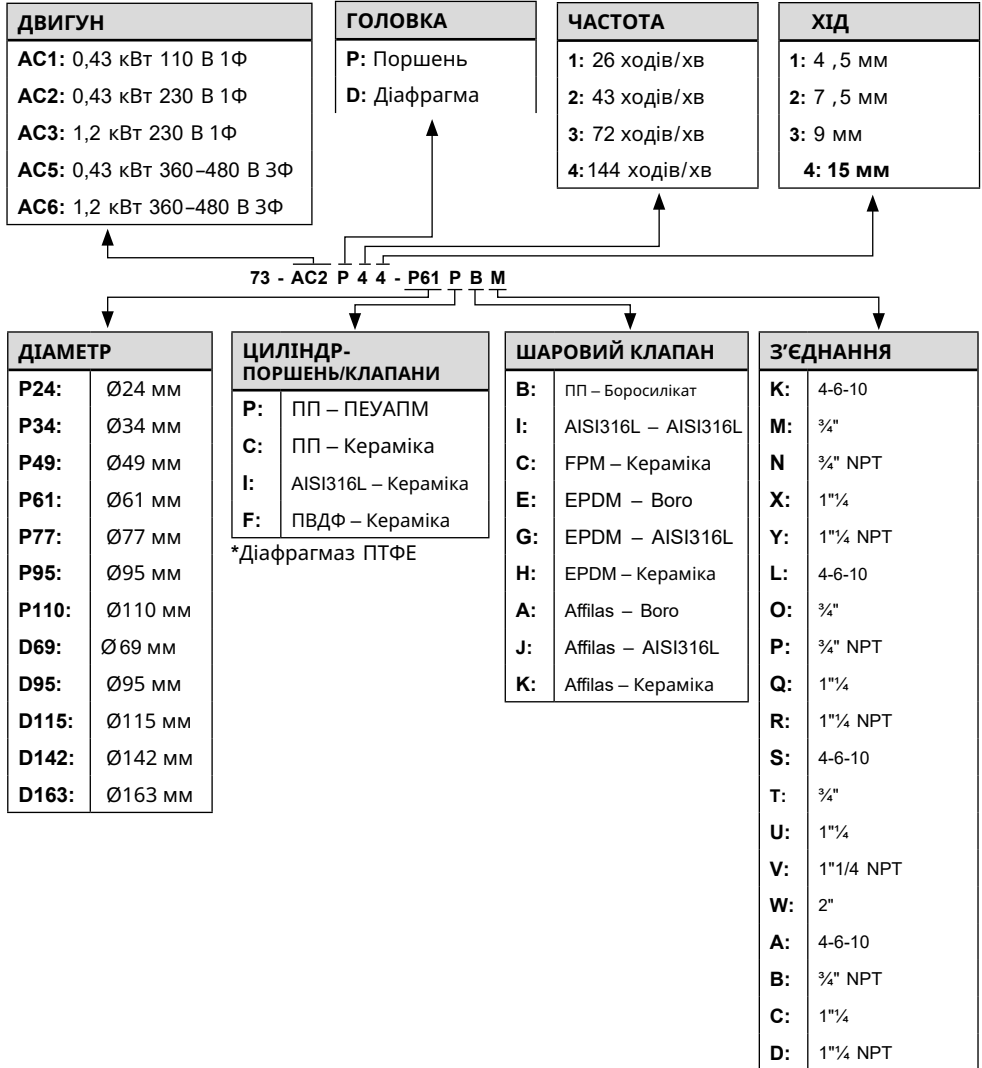 ДВИГУН
AC1: 0,43 кВт 110 В 1Ф
AC2: 0,43 кВт 230 В 1Ф
AC3: 1,2 кВт 230 В 1Ф
AC5: 0,43 кВт 360–480 В 3Ф
AC6: 1,2 кВт 360–480 В 3Ф
ГОЛОВКА
P: Поршень
D: Діафрагма
ЧАСТОТА
1: 26 ходів/хв
2: 43 ходів/хв
3: 72 ходів/хв
4:144 ходів/хв
ХІД
1: 4 ,5 мм
2: 7 ,5 мм
3: 9 мм
4: 15 мм
73 - AC2 P 4 4 - P61 P B M
ДІАМЕТР
P24: Ø24 мм
P34: Ø34 мм
P49: Ø49 мм
P61: Ø61 мм
P77: Ø77 мм
P95: Ø95 мм
P110: Ø110 мм
D69: Ø 69 мм
D95: Ø95 мм
D115: Ø115 мм
D142: Ø142 мм
D163: Ø163 мм
ЦИЛІНДР-
ПОРШЕНЬ/КЛАПАНИ
P: ПП – ПЕУАПМ
C: ПП – Кераміка
I: AISI316L – Кераміка
F: ПВДФ – Кераміка
*Діафрагмаз ПТФЕ
ШАРОВИЙ КЛАПАН
B: ПП – Боросилікат
I: AISI316L – AISI316L
C: FPM – Кераміка
E: EPDM – Boro
G: EPDM – AISI316L
H: EPDM – Кераміка
A: Affilas – Boro
J: Affilas – AISI316L
K: Affilas – Кераміка
З’ЄДНАННЯ
K: 4-6-10
M: ¾"
N ¾" NPT
X: 1"¼
Y: 1"¼ NPT
L: 4-6-10
O: ¾"
P: ¾" NPT
Q: 1"¼
R: 1"¼ NPT
S: 4-6-10
T: ¾"
U: 1"¼
V: 1"1/4 NPT
W: 2"
A: 4-6-10
B: ¾" NPT
C: 1"¼
D: 1"¼ NPT